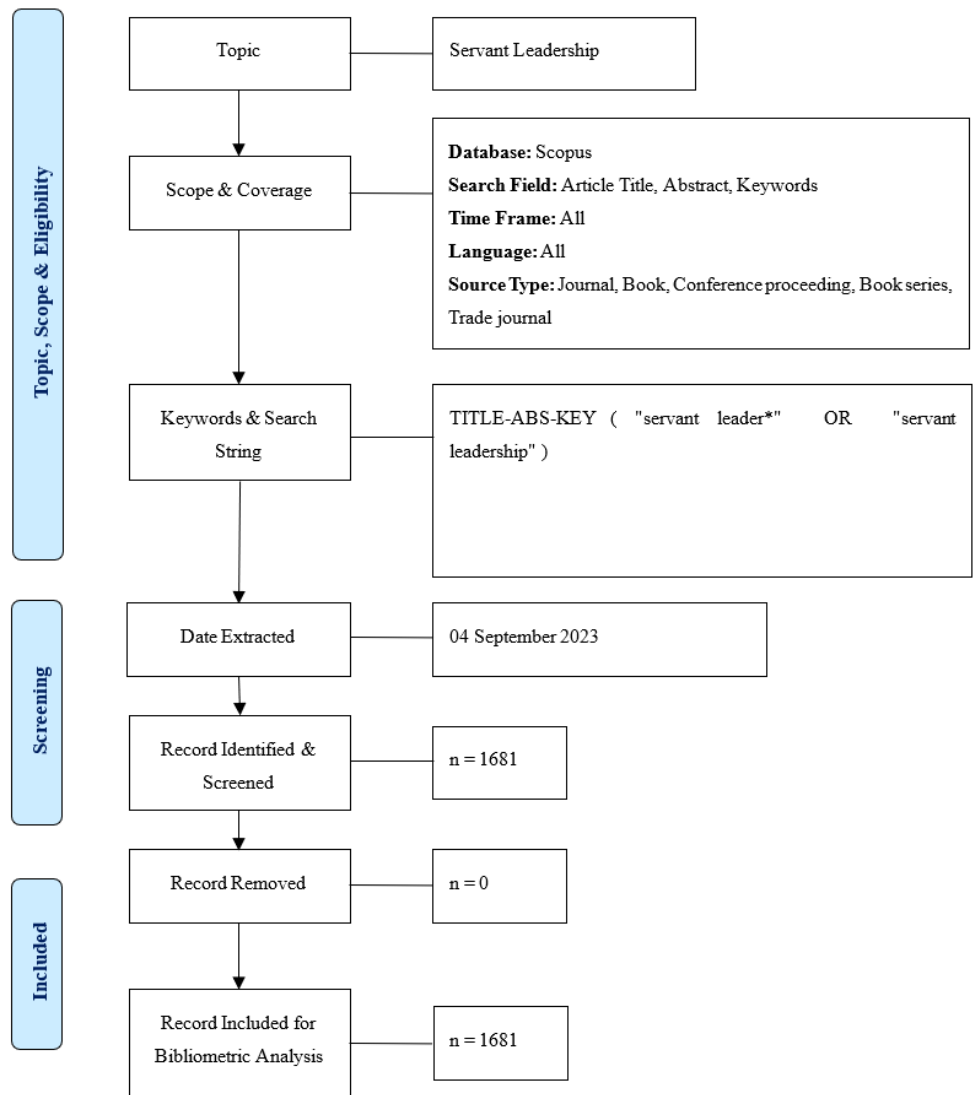 Topic, Scope & Eligibility
Topic
Servant Leadership
Scope & Coverage
Database: Scopus
Search Field: Article Title, Abstract, Keywords
Time Frame: All
Language: All
Source Type: Journal, Book, Conference proceeding, Book series,
Trade journal
Keywords & Search
String
TITLE-ABS-KEY ( "servant leader*" OR "servant
leadership" )
Screening
Date Extracted
04 September 2023
Record Identified &
Screened
n = 1681
Record Removed
n = 0
Included
Record Included for
Bibliometric Analysis
n = 1681